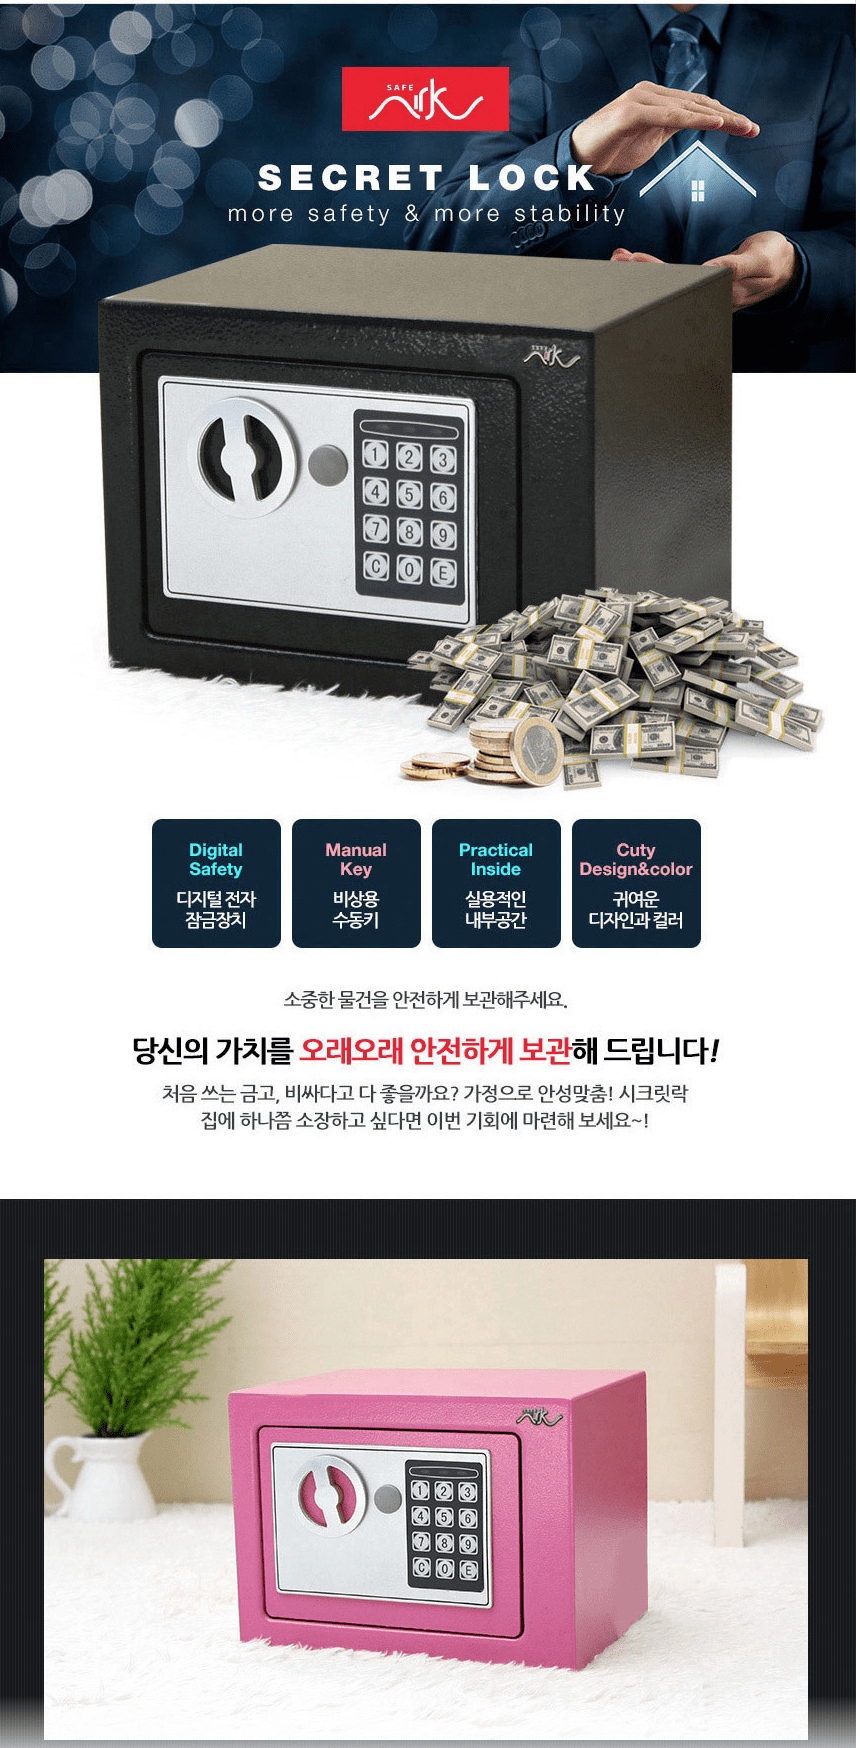 SAFE
Ark
SECRET LOCK
more safety & more stability
SAFE
Ark
1 2 3
4 5 6
7 8 9
C 0 E
Digital
Safety
디지털 전자
잠금장치
Manual
Key
비상용
수동키
Practical
Inside
실용적인
내부공간
Cuty
Design&color
귀여운
디자인과 컬러
소중한 물건을 안전하게 보관해주세요.
당신의 가치를 오래오래 안전하게 보관해 드립니다!
처음 쓰는 금고, 비싸다고 다 좋을까요? 가정으로 안성맞춤! 시크릿락
집에 하나쯤 소장하고 싶다면 이번 기회에 마련해 보세요~!
Ark
1 2 3
4 5 6
7 8 9
C 0 E